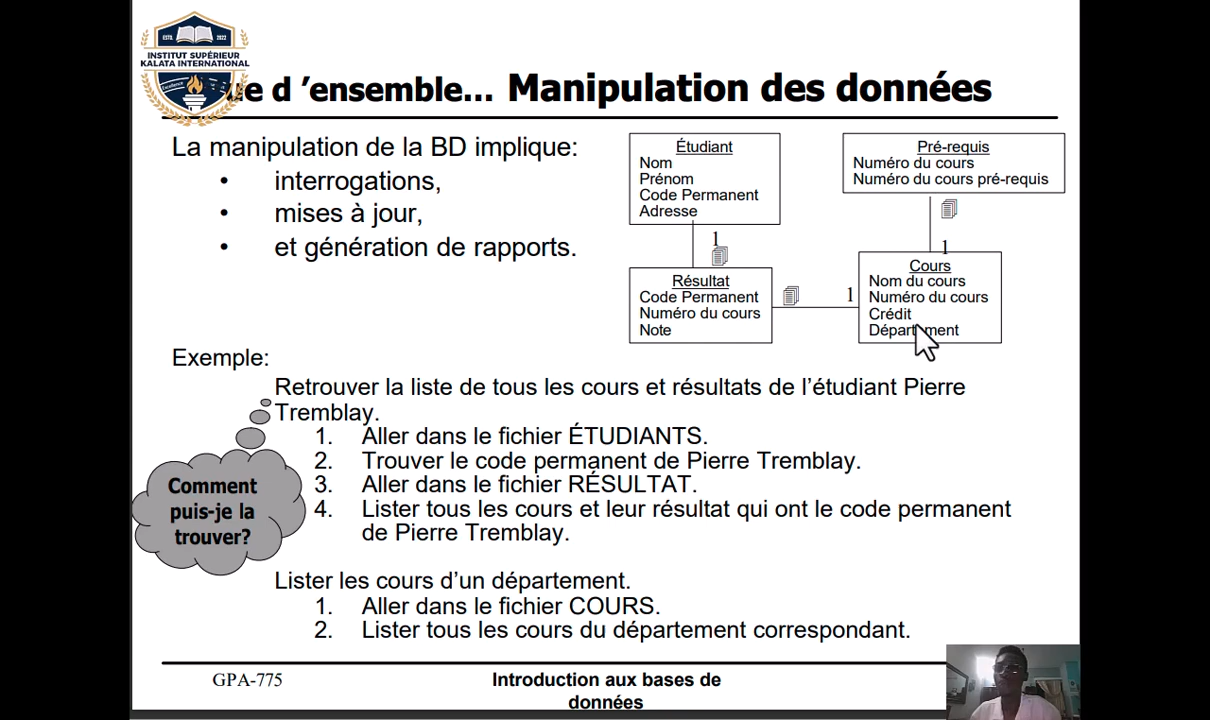 ESTD. 2022
INSTITUT SUPÉRIEUR
KALATA INTERNATIONAL
Excellence
d ’ensemble... Manipulation des données
La manipulation de la BD implique:
• interrogations,
• mises à jour,
• et génération de rapports.
Étudiant
Nom
Prénom
Code Permanent
Adresse
1
Pré-requis
Numéro du cours
Numéro du cours pré-requis
1
Résultat
Code Permanent
Numéro du cours
Note
1
Cours
Nom du cours
Numéro du cours
Crédit
Département
Exemple:
Retrouver la liste de tous les cours et résultats de l’étudiant Pierre
Tremblay.
1. Aller dans le fichier ÉTUDIANTS.
2. Trouver le code permanent de Pierre Tremblay.
3. Aller dans le fichier RÉSULTAT.
4. Lister tous les cours et leur résultat qui ont le code permanent
de Pierre Tremblay.
Comment
puis-je la
trouver?
Lister les cours d’un département.
1. Aller dans le fichier COURS.
2. Lister tous les cours du département correspondant.
GPA-775
Introduction aux bases de
données